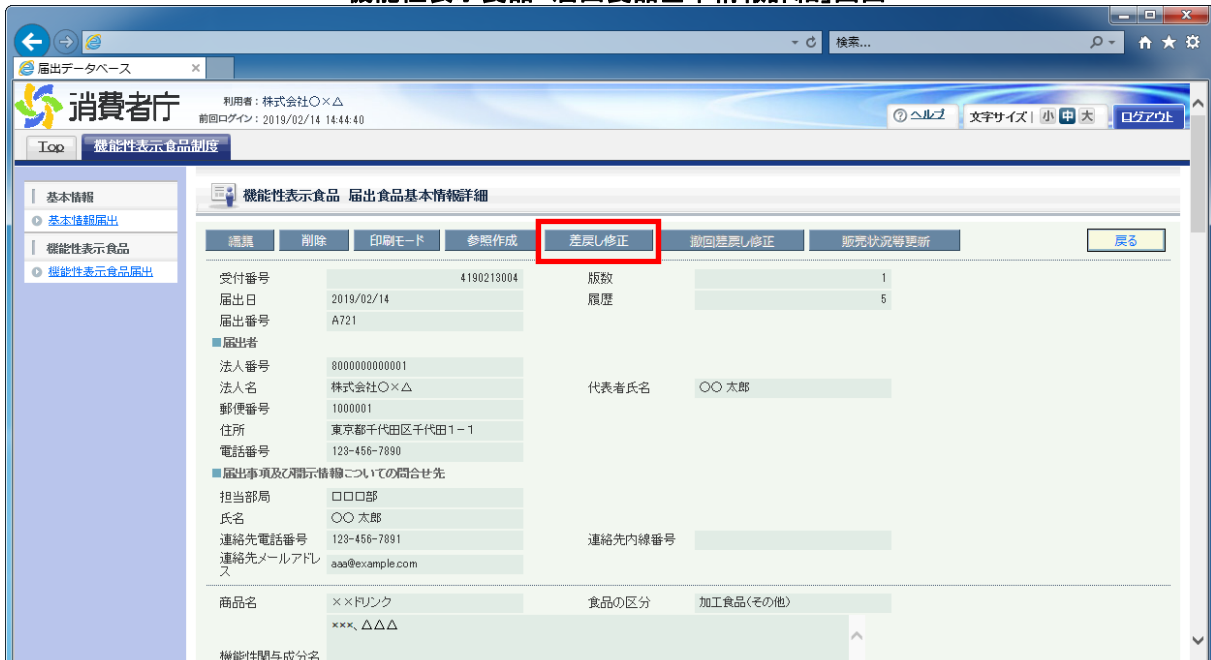 機能性表示食品 届出食品基本情報詳細」画面
検索...
届出データベース
消費者庁
利用者：株式会社○×△
前回ログイン：2019/02/14 14:44:40
ヘルプ 文字サイズ | 小 中 大 ログアウト
Top 機能性表示食品制度
基本情報
基本情報届出
機能性表示食品
機能性表示食品届出
機能性表示食品 届出食品基本情報詳細
編集 削除 印刷モード 参照作成 差戻し修正 撤回差戻し修正 販売状況等更新 戻る
受付番号 4190213004 版数 1
届出日 2019/02/14 履歴 5
届出番号 A721
■届出者
法人番号 8000000000001
法人名 株式会社○×△ 代表者氏名 ○○ 太郎
郵便番号 1000001
住所 東京都千代田区千代田１－１
電話番号 123-456-7890
■届出事項及び開示情報についての問合せ先
担当部局 □□□部
氏名 ○○ 太郎
連絡先電話番号 123-456-7891 連絡先内線番号
連絡先メールアドレス aaa@example.com
商品名 ××ドリンク 食品の区分 加工食品（その他）
×××、△△△
機能性関与成分名